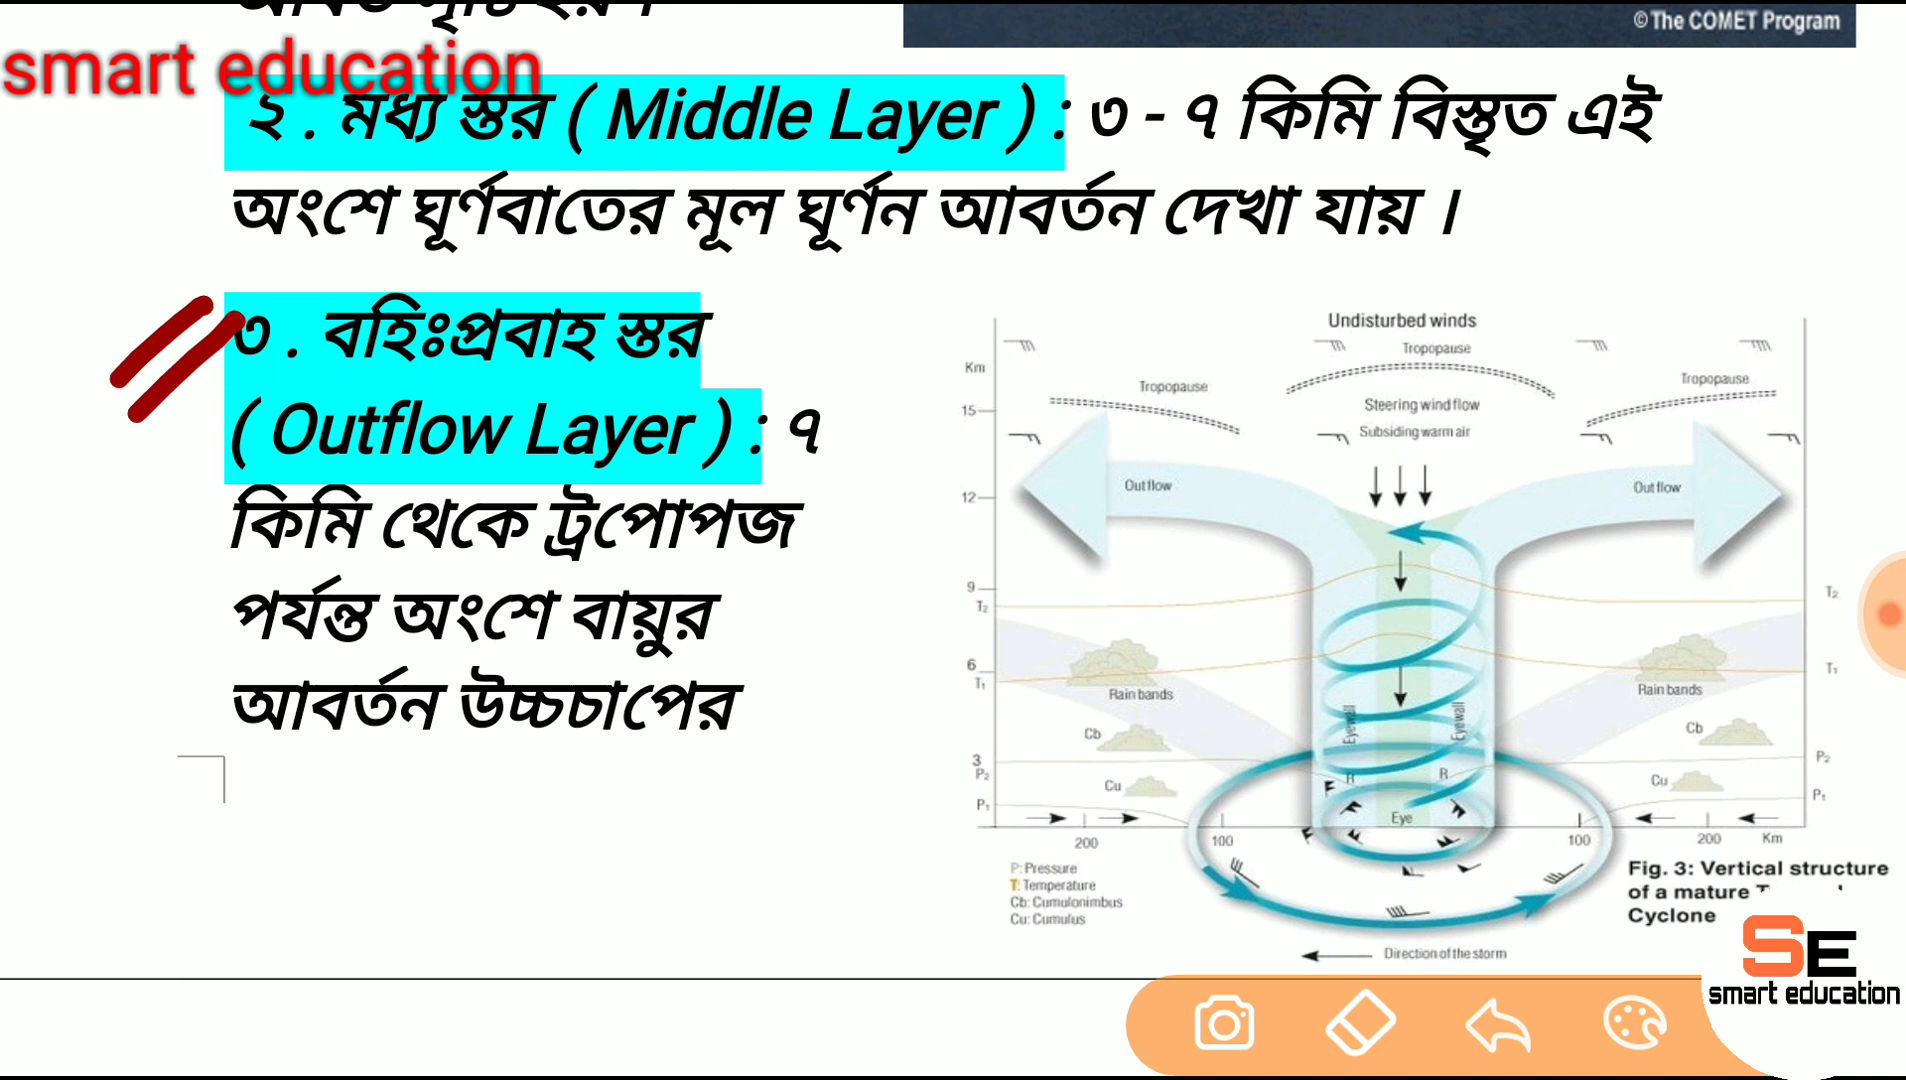 © The COMET Program
smart education
২ . মধ্য স্তর ( Middle Layer ) : ৩ - ৭ কিমি বিস্তৃত এই
অংশে ঘূর্ণবাতের মূল ঘূর্ণন আবর্তন দেখা যায় ।
৩ . বহিঃপ্রবাহ স্তর
( Outflow Layer ) : ৭
কিমি থেকে ট্রপোপজ
পর্যন্ত অংশে বায়ুর
আবর্তন উচ্চচাপের
Undisturbed winds
Tropopause
Km
Tropopause
Tropopause
15
Steering wind flow
Subsiding warm air
Outflow
Outflow
12
9
T2
T2
6
T1
T1
Rain bands
Rain bands
Eyewall
Eyewall
Cb
Cb
3
P2
P2
R
R
Cu
Cu
P1
P1
Eye
200
100
100
200
Km
P: Pressure
T: Temperature
Cb: Cumulonimbus
Cu: Cumulus
Fig. 3: Vertical structure
of a mature
Cyclone
Direction of the storm
SE
smart education